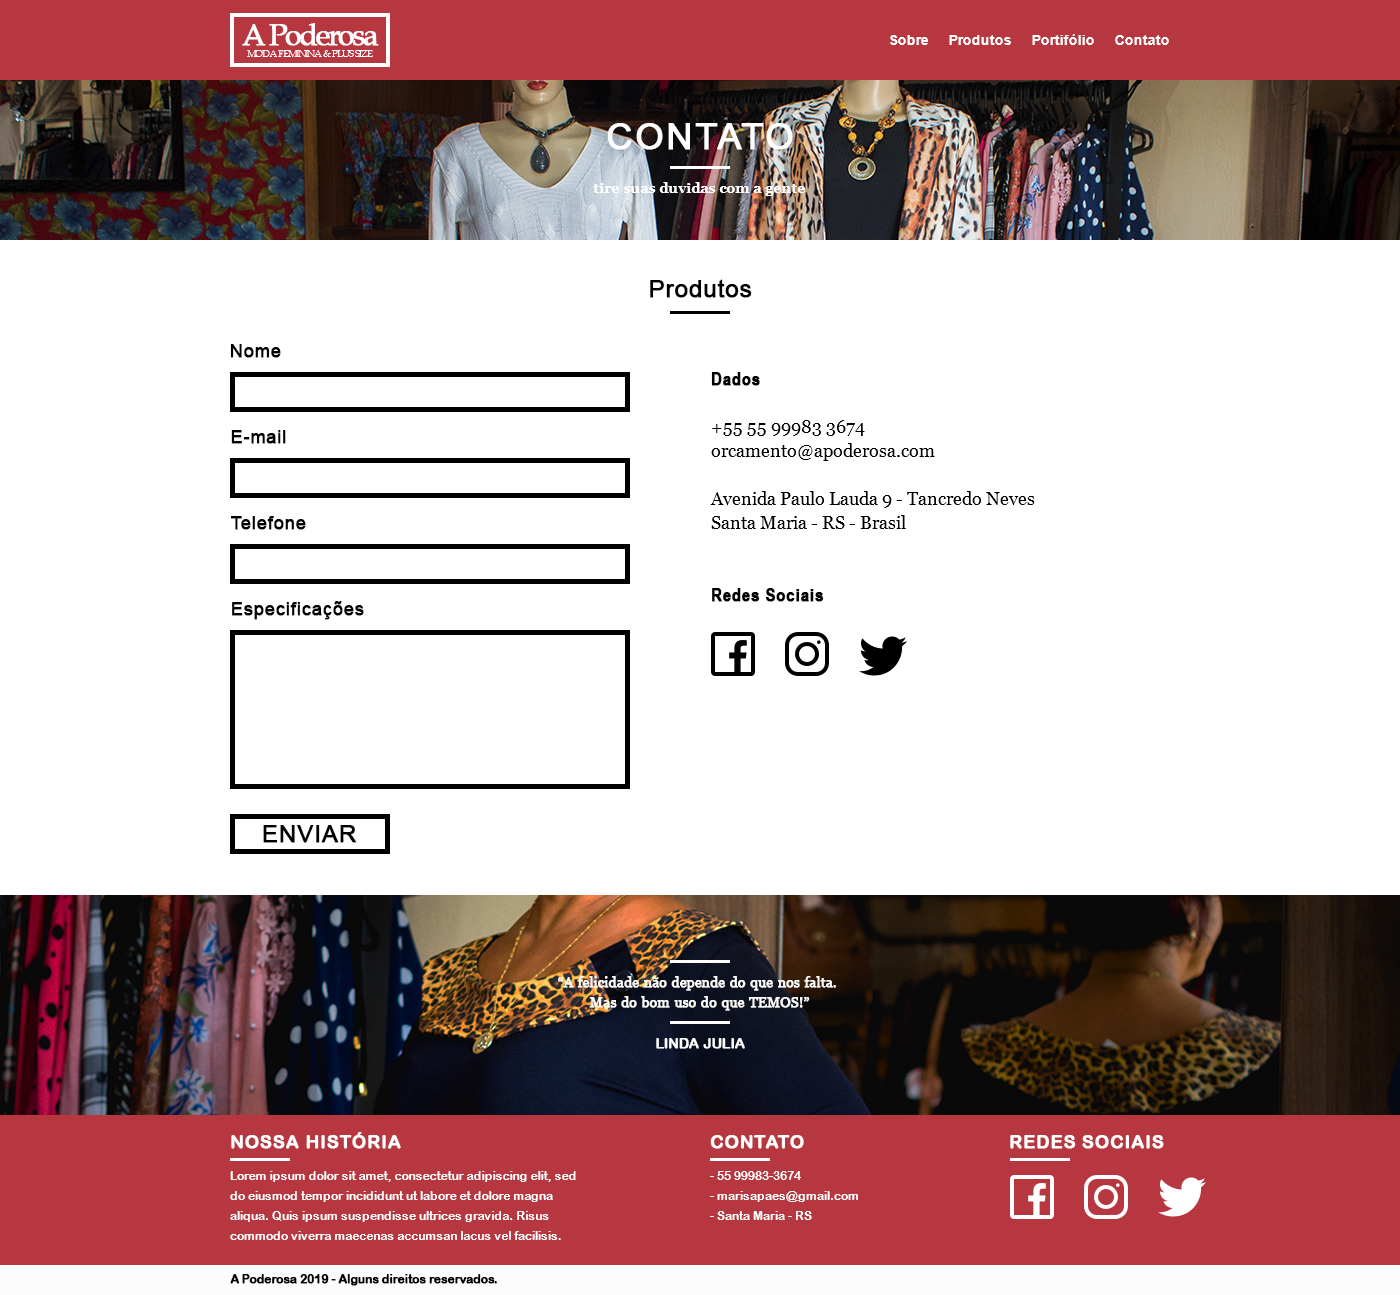 A Poderosa
MODA FEMININA & PLUS SIZE
Sobre Produtos Portifólio Contato
CONTATO
tire suas duvidas com a gente
Produtos
Nome
E-mail
Telefone
Especificações
ENVIAR
Dados
+55 55 99983 3674
orcamento@apoderosa.com
Avenida Paulo Lauda 9 - Tancredo Neves
Santa Maria - RS - Brasil
Redes Sociais
“A felicidade não depende do que nos falta.
Mas do bom uso do que TEMOS!”
LINDA JULIA
NOSSA HISTÓRIA
Lorem ipsum dolor sit amet, consectetur adipiscing elit, sed
do eiusmod tempor incididunt ut labore et dolore magna
aliqua. Quis ipsum suspendisse ultrices gravida. Risus
commodo viverra maecenas accumsan lacus vel facilisis.
CONTATO
- 55 99983-3674
- marisapaes@gmail.com
- Santa Maria - RS
REDES SOCIAIS
A Poderosa 2019 - Alguns direitos reservados.